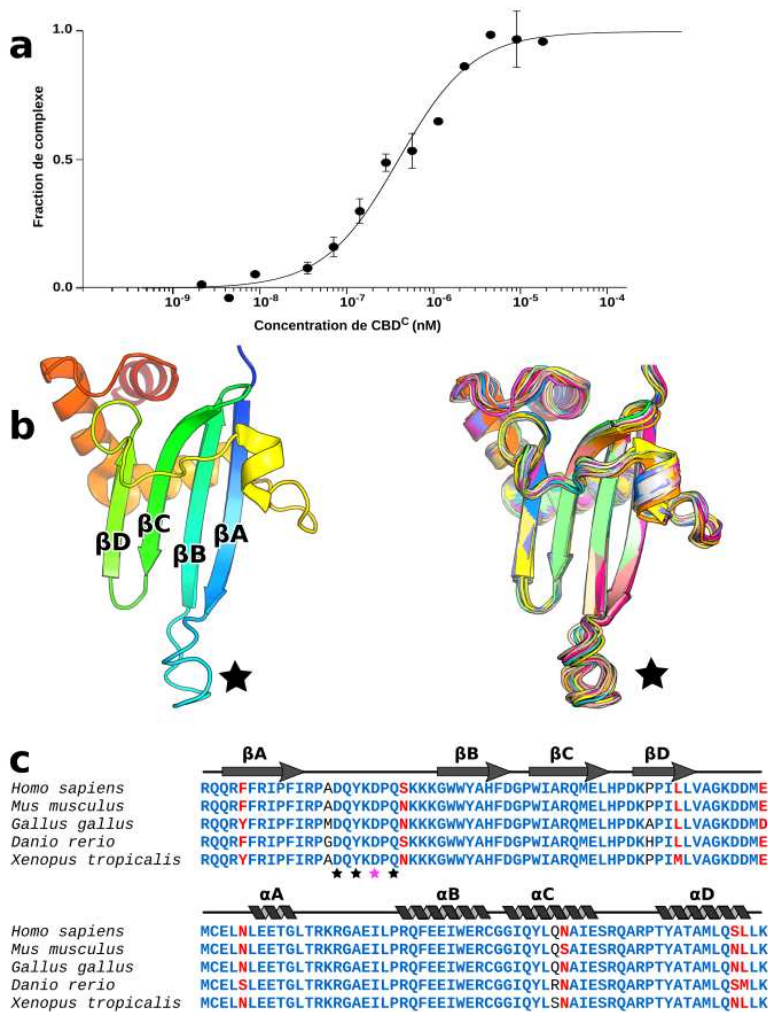 a
1.0
0.5
0.0
Fraction de complexe
10-9
10-8
10-7
10-6
10-5
10-4
Concentration de CBDC (nM)
b
βD
βC
βB
βA
c
βA
βB
βC
βD
Homo sapiens RQQRFFRIPFIRPADQYKDPQSKKKGWWYAHFDGPWIARQMELHPDKPPILLVAGKDDME
Mus musculus RQQRFFRIPFIRPADQYKDPQSKKKGWWYAHFDGPWIARQMELHPDKPPILLVAGKDDME
Gallus gallus RQQRYFRIPFIRPMDQYKDPQNKKKGWWYAHFDGPWIARQMELHPDKAPILLVAGKDDMD
Danio rerio RQQRFFRIPFIRPGDQYKDPQSKKKGWWYAHFDGPWIARQMELHPDKHPILLVAGKDDME
Xenopus tropicalis RQQRYFRIPFIRPADQYKDPQNKKKGWWYAHFDGPWIARQMELHPDKPPIMLVAGKDDME
αA
αB
αC
αD
Homo sapiens MCELNLEETGLTRKRGAEILPRQFEEIWERCGGIQYLQNAIESRQARPTYATAMLQSLLK
Mus musculus MCELNLEETGLTRKRGAEILPRQFEEIWERCGGIQYLQSAIESRQARPTYATAMLQNLLK
Gallus gallus MCELNLEETGLTRKRGAEILPRQFEEIWERCGGIQYLQNAIESRQARPTYATAMLQNLLK
Danio rerio MCELSLEETGLTRKRGAEILPRQFEEIWERCGGIQYLRNAIESRQARPTYATAMLQSMLK
Xenopus tropicalis MCELNLEETGLTRKRGAEILPRQFEEIWERCGGIQYLSNAIESRQARPTYATAMLQNLLK